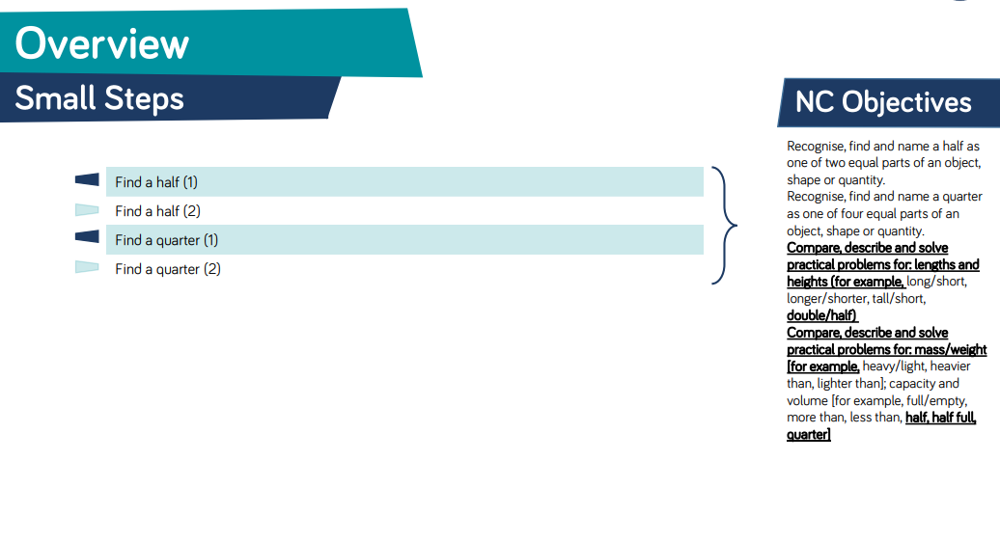 Overview
Small Steps
Find a half (1)
Find a half (2)
Find a quarter (1)
Find a quarter (2)
NC Objectives
Recognise, find and name a half as
one of two equal parts of an object,
shape or quantity.
Recognise, find and name a quarter
as one of four equal parts of an
object, shape or quantity.
Compare, describe and solve
practical problems for: lengths and
heights (for example, long/short,
longer/shorter, tall/short,
double/half)
Compare, describe and solve
practical problems for: mass/weight
[for example, heavy/light, heavier
than, lighter than]; capacity and
volume [for example, full/empty,
more than, less than, half, half full,
quarter]